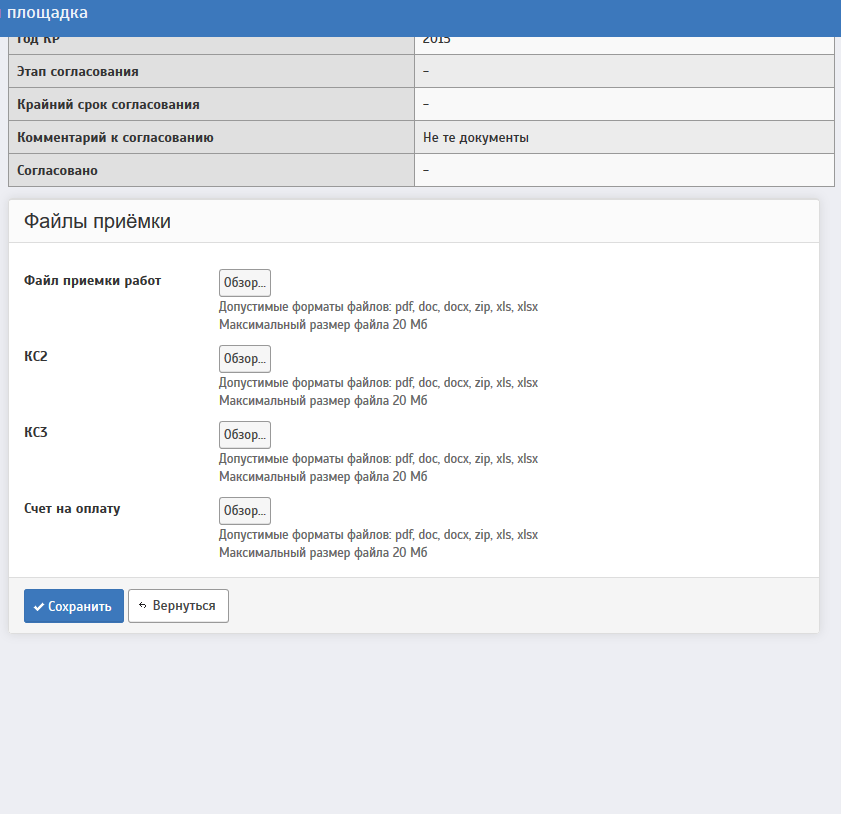 площадка
Год КР 2015
Этап согласования –
Крайний срок согласования –
Комментарий к согласованию Не те документы
Согласовано –
Файлы приёмки
Файл приемки работ Обзор...
Допустимые форматы файлов: pdf, doc, docx, zip, xls, xlsx
Максимальный размер файла 20 Мб
КС2 Обзор...
Допустимые форматы файлов: pdf, doc, docx, zip, xls, xlsx
Максимальный размер файла 20 Мб
КС3 Обзор...
Допустимые форматы файлов: pdf, doc, docx, zip, xls, xlsx
Максимальный размер файла 20 Мб
Счет на оплату Обзор...
Допустимые форматы файлов: pdf, doc, docx, zip, xls, xlsx
Максимальный размер файла 20 Мб
Сохранить Вернуться